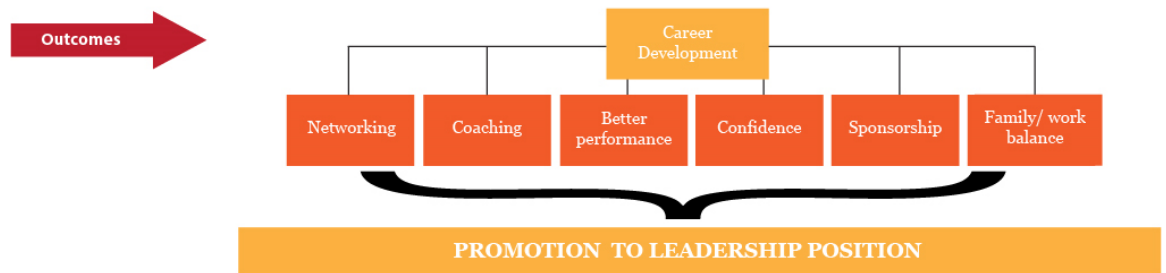 Outcomes
Career
Development
Networking
Coaching
Better
performance
Confidence
Sponsorship
Family/ work
balance
PROMOTION TO LEADERSHIP POSITION